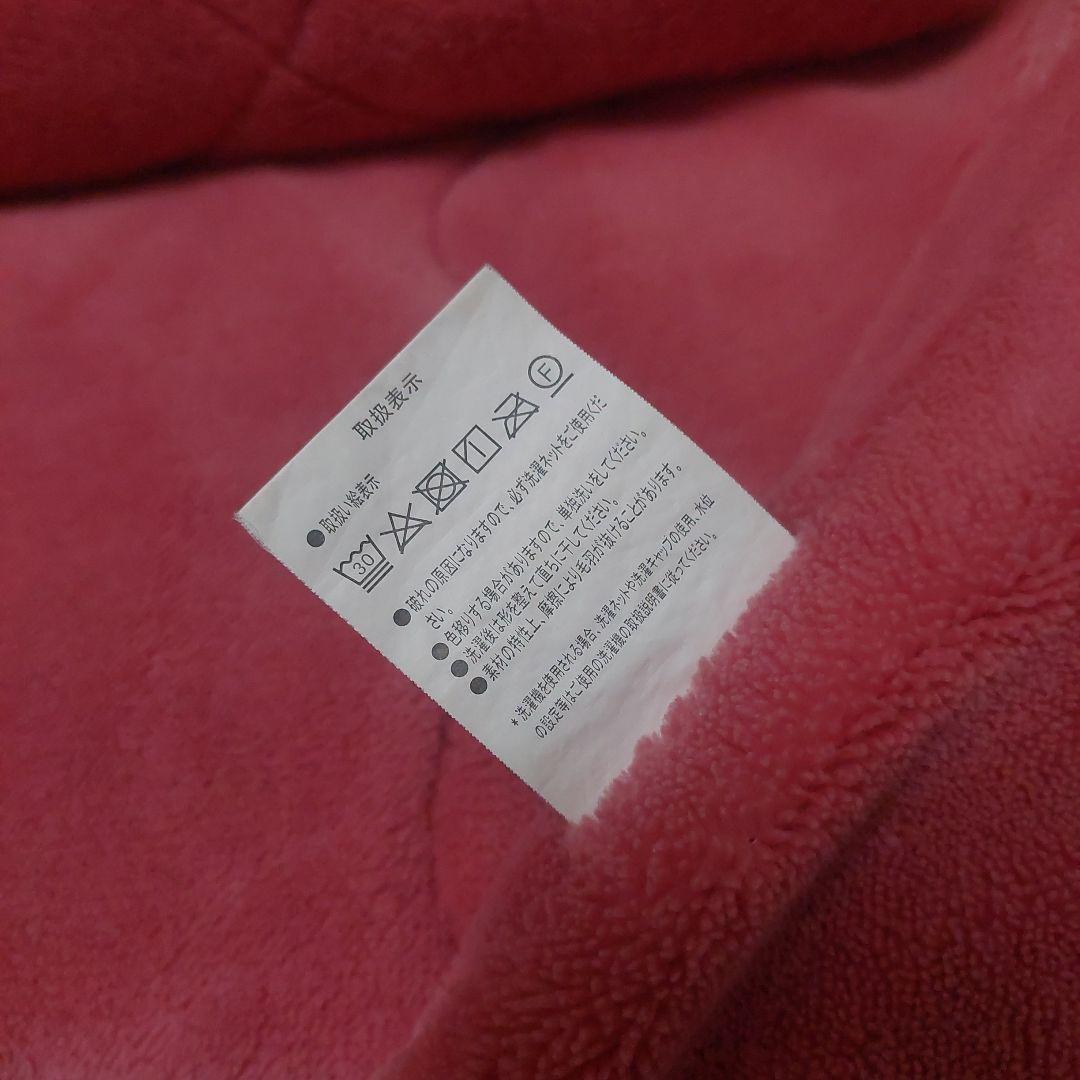 取扱表示
●取扱い絵表示
30
F
●破れの原因になりますので、必ず洗濯ネットをご使用くだ
さい。
●色移りする場合がありますので、単独洗いをしてください。
●洗濯後は形を整えて直ちに干してください。
●素材の特性上、摩擦により毛羽が抜けることがあります。
*洗濯機を使用される場合、洗濯ネットや洗濯キャップの使用、水位
の設定等はご使用の洗濯機の取扱説明書に従ってください。